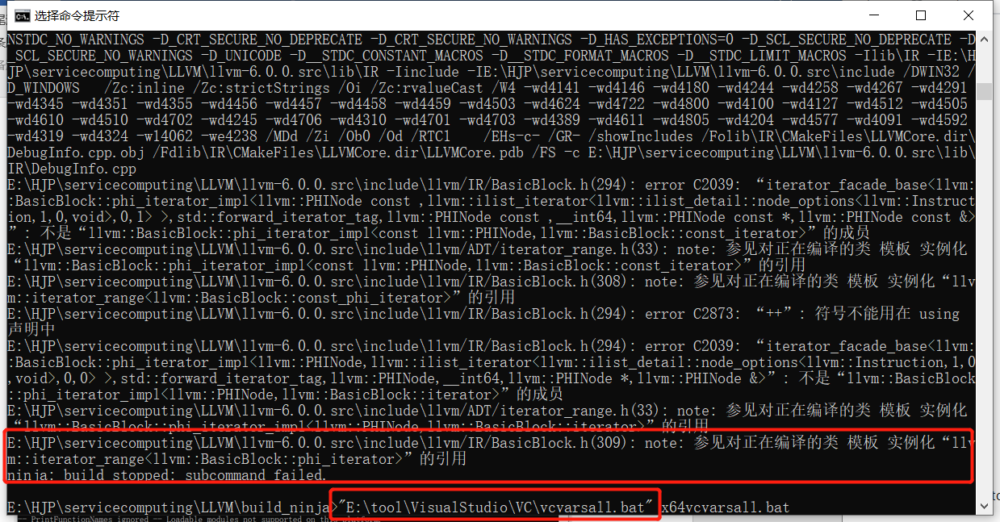 选择命令提示符
NSTDC_NO_WARNINGS -D_CRT_SECURE_NO_DEPRECATE -D_CRT_SECURE_NO_WARNINGS -D_HAS_EXCEPTIONS=0 -D_SCL_SECURE_NO_DEPRECATE -D
_SCL_SECURE_NO_WARNINGS -D_UNICODE -D__STDC_CONSTANT_MACROS -D__STDC_FORMAT_MACROS -D__STDC_LIMIT_MACROS -Ilib\IR -IE:\H
JP\servicecomputing\LLVM\llvm-6.0.0.src\lib\IR -Iinclude -IE:\HJP\servicecomputing\LLVM\llvm-6.0.0.src\include /DWIN32 /
D_WINDOWS   /Zc:inline /Zc:strictStrings /Oi /Zc:rvalueCast /W4 -wd4141 -wd4146 -wd4180 -wd4244 -wd4258 -wd4267 -wd4291
-wd4345 -wd4351 -wd4355 -wd4456 -wd4457 -wd4458 -wd4459 -wd4503 -wd4624 -wd4722 -wd4800 -wd4100 -wd4127 -wd4512 -wd4505
-wd4610 -wd4510 -wd4702 -wd4245 -wd4706 -wd4310 -wd4701 -wd4703 -wd4389 -wd4611 -wd4805 -wd4204 -wd4577 -wd4091 -wd4592
-wd4319 -wd4324 -w14062 -we4238 /MDd /Zi /Ob0 /Od /RTC1    /EHs-c- /GR- /showIncludes /Folib\IR\CMakeFiles\LLVMCore.dir\
DebugInfo.cpp.obj /Fdlib\IR\CMakeFiles\LLVMCore.dir\LLVMCore.pdb /FS -c E:\HJP\servicecomputing\LLVM\llvm-6.0.0.src\lib\
IR\DebugInfo.cpp
E:\HJP\servicecomputing\LLVM\llvm-6.0.0.src\include\llvm/IR/BasicBlock.h(294): error C2039: “iterator_facade_base<llvm:
:BasicBlock::phi_iterator_impl<llvm::PHINode const ,llvm::ilist_iterator<llvm::ilist_detail::node_options<llvm::Instruct
ion,1,0,void>,0,1> >,std::forward_iterator_tag,llvm::PHINode const ,__int64,llvm::PHINode const *,llvm::PHINode const &>
”: 不是“llvm::BasicBlock::phi_iterator_impl<const llvm::PHINode,llvm::BasicBlock::const_iterator>”的成员
E:\HJP\servicecomputing\LLVM\llvm-6.0.0.src\include\llvm/ADT/iterator_range.h(33): note: 参见对正在编译的类 模板 实例化
“llvm::BasicBlock::phi_iterator_impl<const llvm::PHINode,llvm::BasicBlock::const_iterator>”的引用
E:\HJP\servicecomputing\LLVM\llvm-6.0.0.src\include\llvm/IR/BasicBlock.h(308): note: 参见对正在编译的类 模板 实例化“llv
m::iterator_range<llvm::BasicBlock::const_phi_iterator>”的引用
E:\HJP\servicecomputing\LLVM\llvm-6.0.0.src\include\llvm/IR/BasicBlock.h(294): error C2873: “++”: 符号不能用在 using
声明中
E:\HJP\servicecomputing\LLVM\llvm-6.0.0.src\include\llvm/IR/BasicBlock.h(294): error C2039: “iterator_facade_base<llvm:
:BasicBlock::phi_iterator_impl<llvm::PHINode,llvm::ilist_iterator<llvm::ilist_detail::node_options<llvm::Instruction,1,0
,void>,0,0> >,std::forward_iterator_tag,llvm::PHINode,__int64,llvm::PHINode *,llvm::PHINode &>”: 不是“llvm::BasicBlock
::phi_iterator_impl<llvm::PHINode,llvm::BasicBlock::iterator>”的成员
E:\HJP\servicecomputing\LLVM\llvm-6.0.0.src\include\llvm/ADT/iterator_range.h(33): note: 参见对正在编译的类 模板 实例化
“llvm::BasicBlock::phi_iterator_impl<llvm::PHINode,llvm::BasicBlock::iterator>”的引用
E:\HJP\servicecomputing\LLVM\llvm-6.0.0.src\include\llvm/IR/BasicBlock.h(309): note: 参见对正在编译的类 模板 实例化“llv
m::iterator_range<llvm::BasicBlock::phi_iterator>”的引用
ninja: build stopped: subcommand failed.
E:\HJP\servicecomputing\LLVM\build_ninja>"E:\tool\VisualStudio\VC\vcvarsall.bat" x64vcvarsall.bat
-- PrintFunctionNames ignored -- Loadable modules not supported on this platform